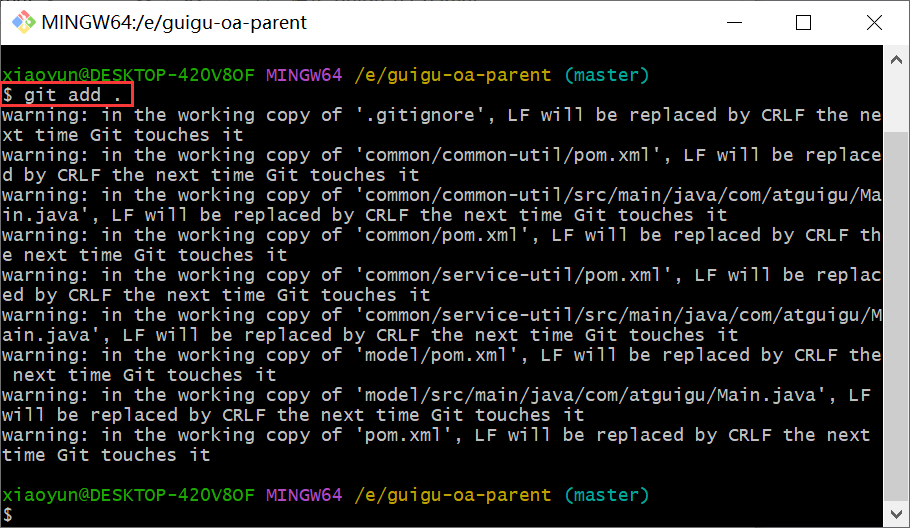 MINGW64:/e/guigu-oa-parent
xiaoyun@DESKTOP-420V8OF MINGW64 /e/guigu-oa-parent (master)
$ git add .
warning: in the working copy of '.gitignore', LF will be replaced by CRLF the ne
xt time Git touches it
warning: in the working copy of 'common/common-util/pom.xml', LF will be replace
d by CRLF the next time Git touches it
warning: in the working copy of 'common/common-util/src/main/java/com/atguigu/Ma
in.java', LF will be replaced by CRLF the next time Git touches it
warning: in the working copy of 'common/pom.xml', LF will be replaced by CRLF th
e next time Git touches it
warning: in the working copy of 'common/service-util/pom.xml', LF will be replac
ed by CRLF the next time Git touches it
warning: in the working copy of 'common/service-util/src/main/java/com/atguigu/M
ain.java', LF will be replaced by CRLF the next time Git touches it
warning: in the working copy of 'model/pom.xml', LF will be replaced by CRLF the
 next time Git touches it
warning: in the working copy of 'model/src/main/java/com/atguigu/Main.java', LF
will be replaced by CRLF the next time Git touches it
warning: in the working copy of 'pom.xml', LF will be replaced by CRLF the next
time Git touches it
xiaoyun@DESKTOP-420V8OF MINGW64 /e/guigu-oa-parent (master)
$